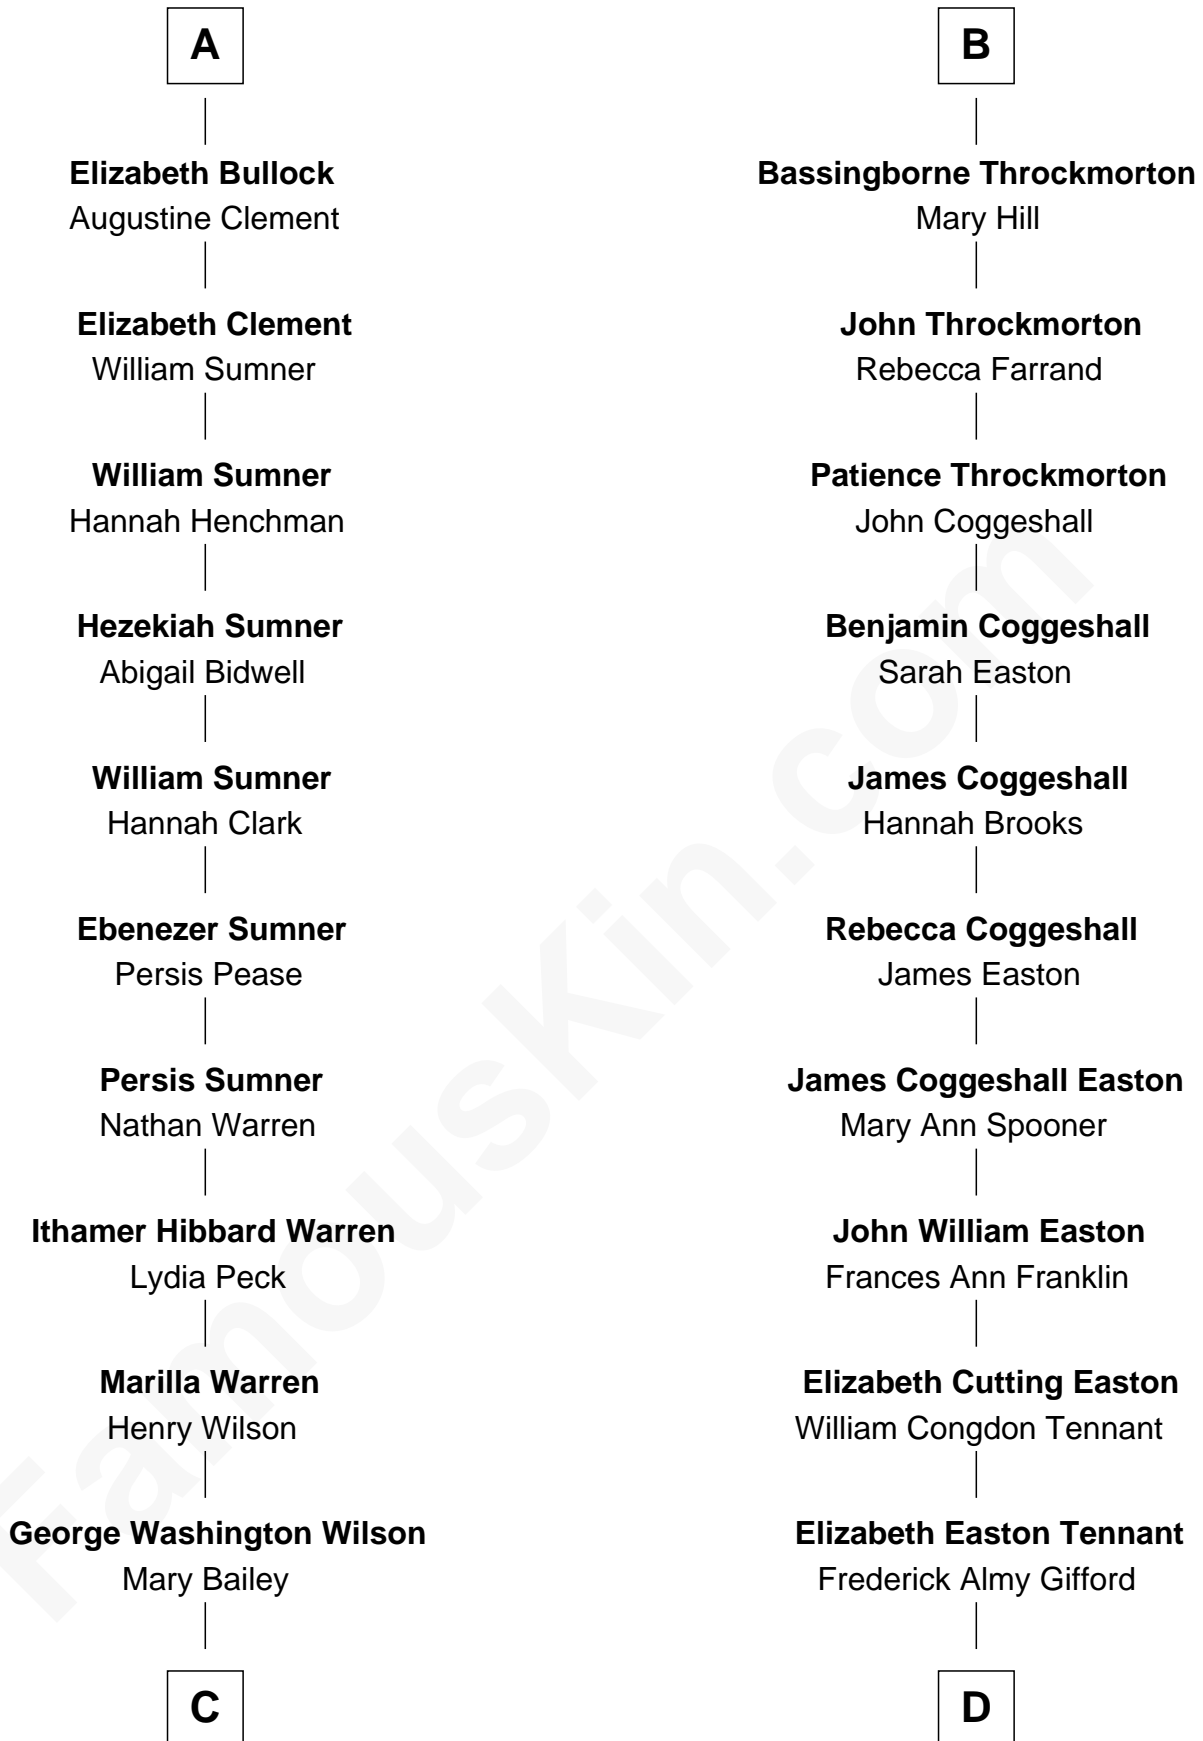 A
Elizabeth Bullock
Augustine Clement
Elizabeth Clement
William Sumner
William Sumner
Hannah Henchman
Hezekiah Sumner
Abigail Bidwell
William Sumner
Hannah Clark
Ebenezer Sumner
Persis Pease
Persis Sumner
Nathan Warren
Ithamer Hibbard Warren
Lydia Peck
Marilla Warren
Henry Wilson
George Washington Wilson
Mary Bailey
C
B
Bassingborne Throckmorton
Mary Hill
John Throckmorton
Rebecca Farrand
Patience Throckmorton
John Coggeshall
Benjamin Coggeshall
Sarah Easton
James Coggeshall
Hannah Brooks
Rebecca Coggeshall
James Easton
James Coggeshall Easton
Mary Ann Spooner
John William Easton
Frances Ann Franklin
Elizabeth Cutting Easton
William Congdon Tennant
Elizabeth Easton Tennant
Frederick Almy Gifford
D
FamousKin.com